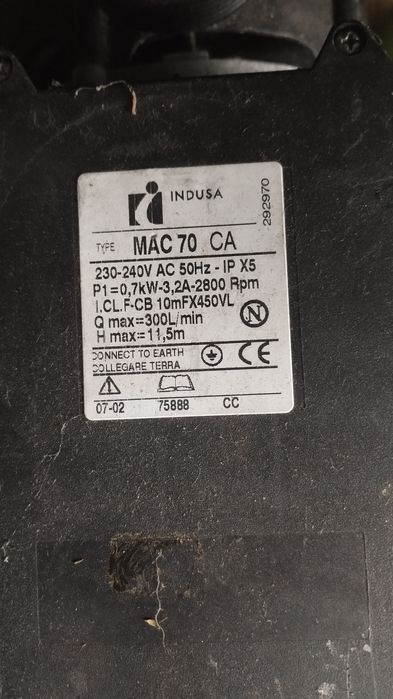 INDUSA
292970
TYPE MAC 70 CA
230-240V AC 50Hz - IP X5
P1=0,7kW-3,2A-2800 Rpm
I.CL.F-CB 10mFX450VL
Q max=300L/min
N
H max=11,5m
CONNECT TO EARTH
COLLEGARE TERRA
CE
07-02 75888 CC